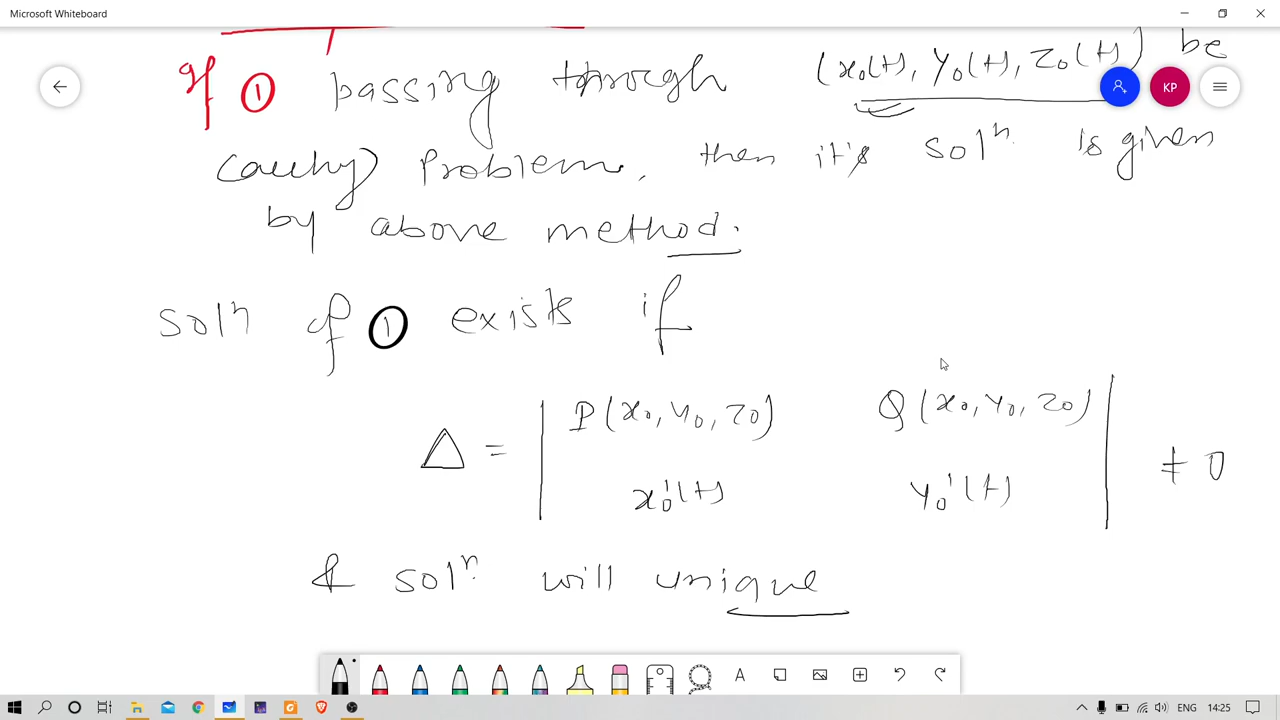 Microsoft Whiteboard
If ① passing through (x₀(t), y₀(t), z₀(t)) be
KP
Cauchy Problem, then it's solⁿ is given
by above method.
solⁿ of ① exists if
Δ = | P(x₀, y₀, z₀) Q(x₀, y₀, z₀) |
| x₀'(t) y₀'(t) | ≠ 0
& solⁿ will unique
A
ENG 14:25